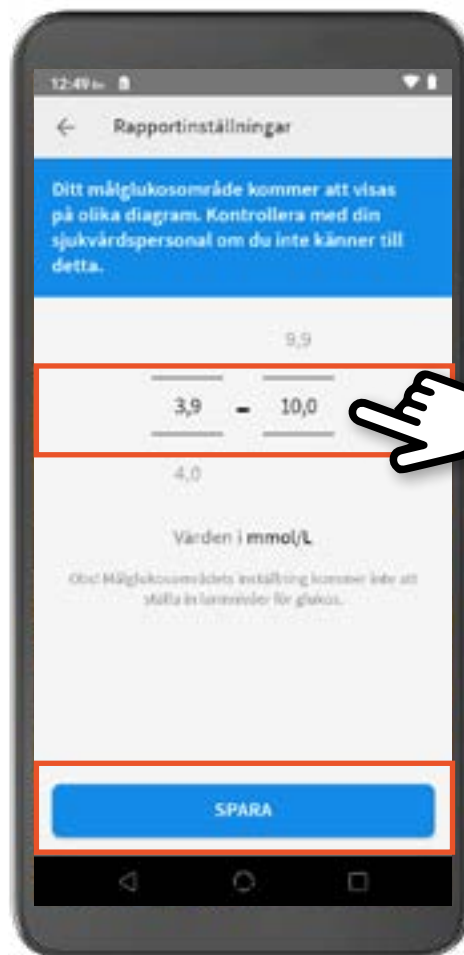 12:49
Rapportinställningar
Ditt målglukosområde kommer att visas
på olika diagram. Kontrollera med din
sjukvårdspersonal om du inte känner till
detta.
9,9
3,9 - 10,0
4,0
Värden i mmol/L
Obs! Målglukosområdets inställning kommer inte att
ställa in larmnivåer för glukos.
SPARA